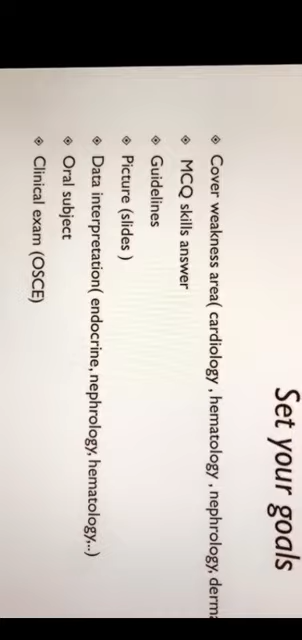 Set your goals
Cover weakness area( cardiology , hematology , nephrology, derma
MCQ skills answer
Guidelines
Picture (slides )
Data interpretation( endocrine, nephrology, hematology,..)
Oral subject
Clinical exam (OSCE)